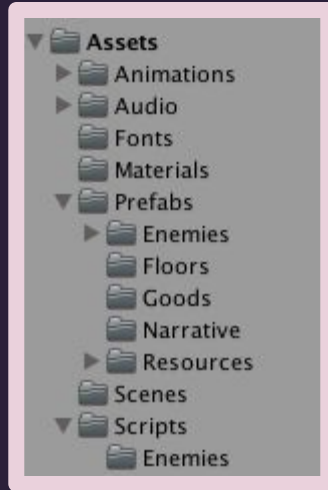 Assets
Animations
Audio
Fonts
Materials
Prefabs
Enemies
Floors
Goods
Narrative
Resources
Scenes
Scripts
Enemies